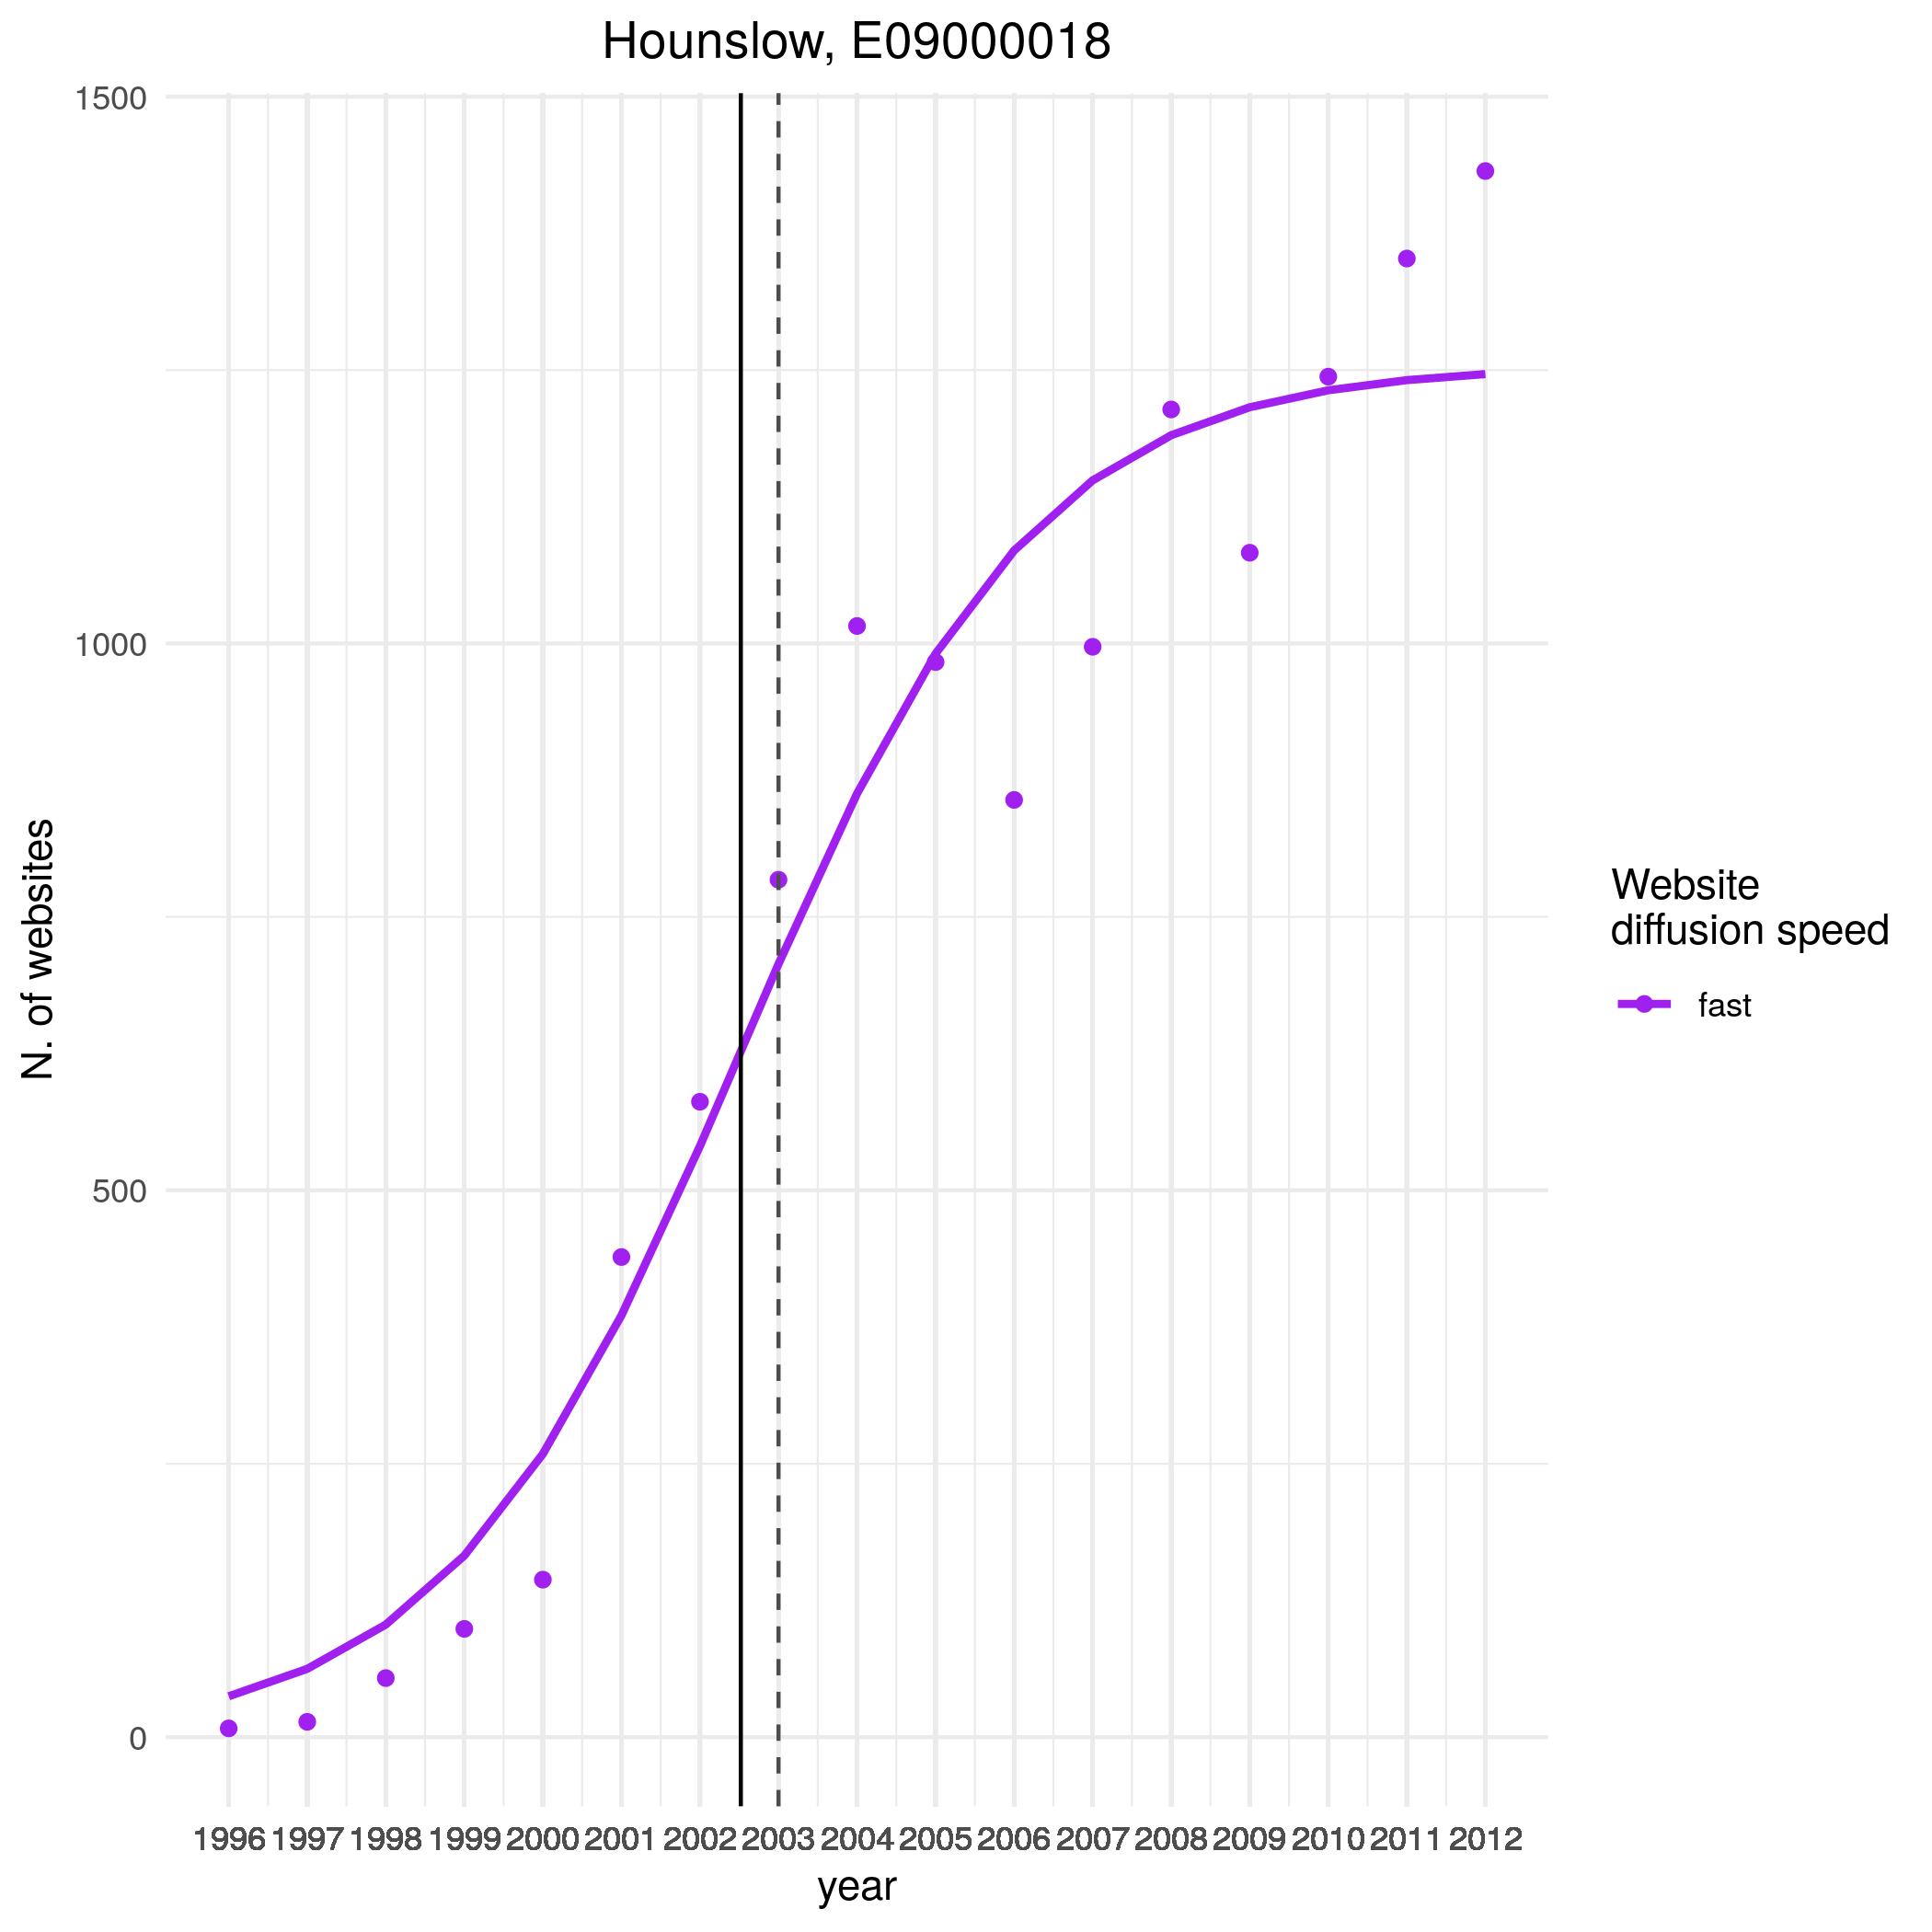 Hounslow, E09000018
1500
1000
500
0
N. of websites
1996 1997 1998 1999 2000 2001 2002 2003 2004 2005 2006 2007 2008 2009 2010 2011 2012
year
Website
diffusion speed
fast